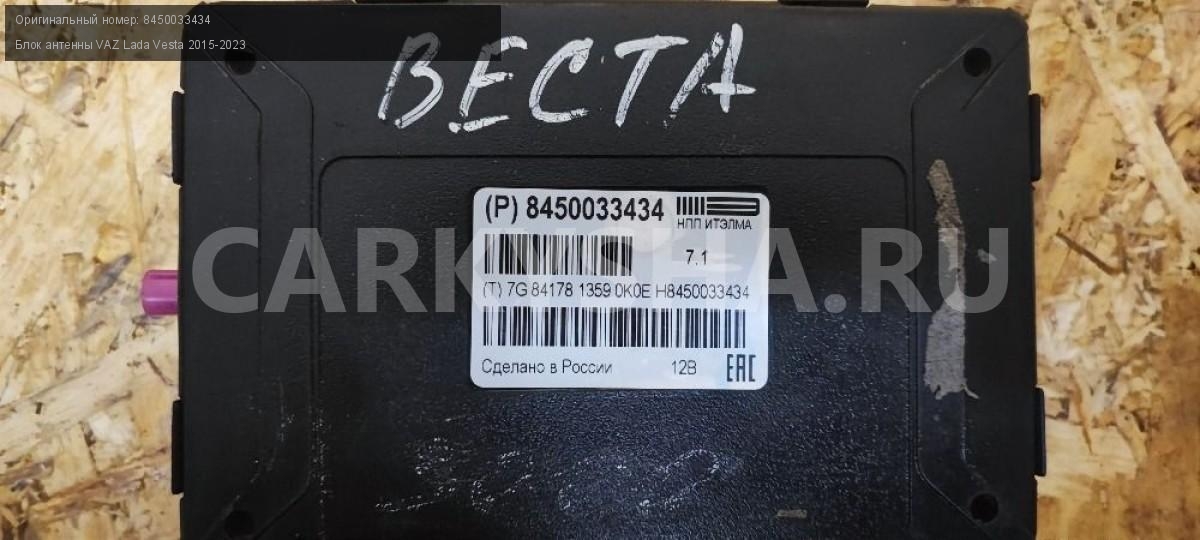 Оригинальный номер: 8450033434
Блок антенны VAZ Lada Vesta 2015-2023
ВЕСТА
(P) 8450033434
НПП ИТЭЛМА
7.1
CARKUSHA.RU
(T) 7G 84178 1359 0K0E H8450033434
Сделано в России 12В EAC